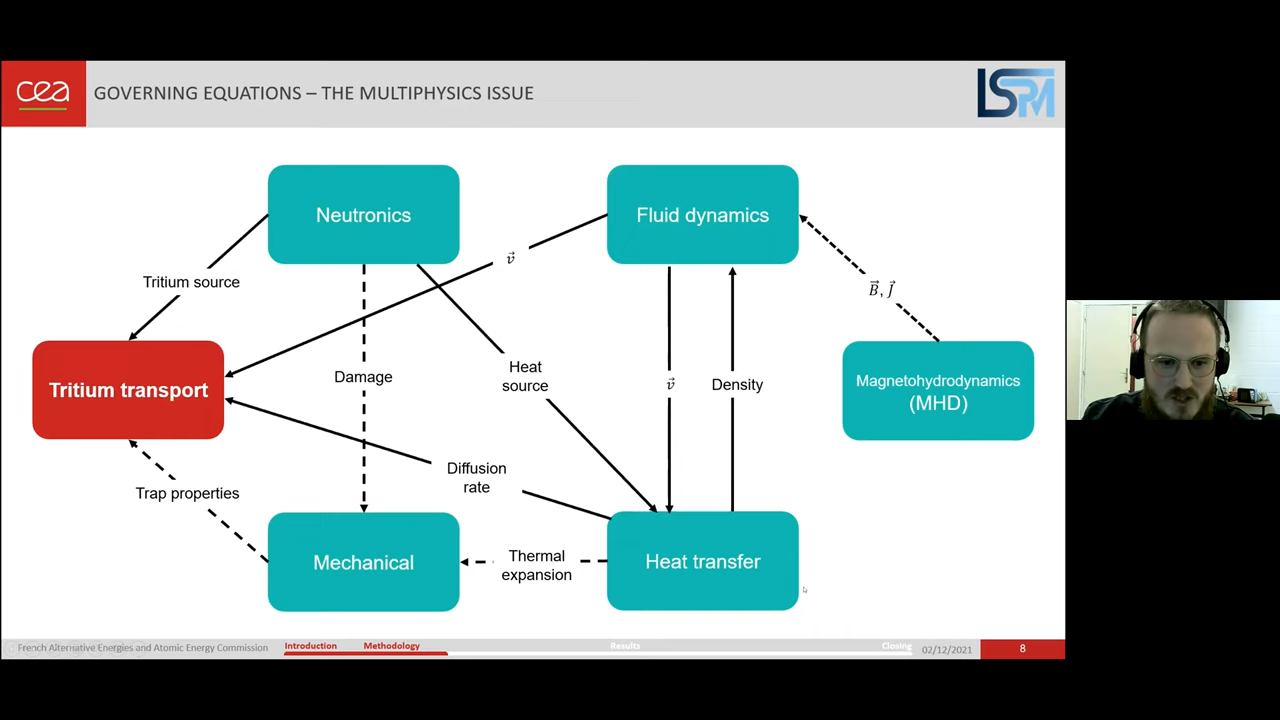 cea
GOVERNING EQUATIONS – THE MULTIPHYSICS ISSUE
LSPM
Neutronics
Fluid dynamics
Tritium source
v⃗
B⃗, J⃗
Tritium transport
Damage
Heat
source
v⃗
Density
Magnetohydrodynamics
(MHD)
Trap properties
Diffusion
rate
Mechanical
Thermal
expansion
Heat transfer
French Alternative Energies and Atomic Energy Commission
Introduction
Methodology
Results
Closing
02/12/2021
8